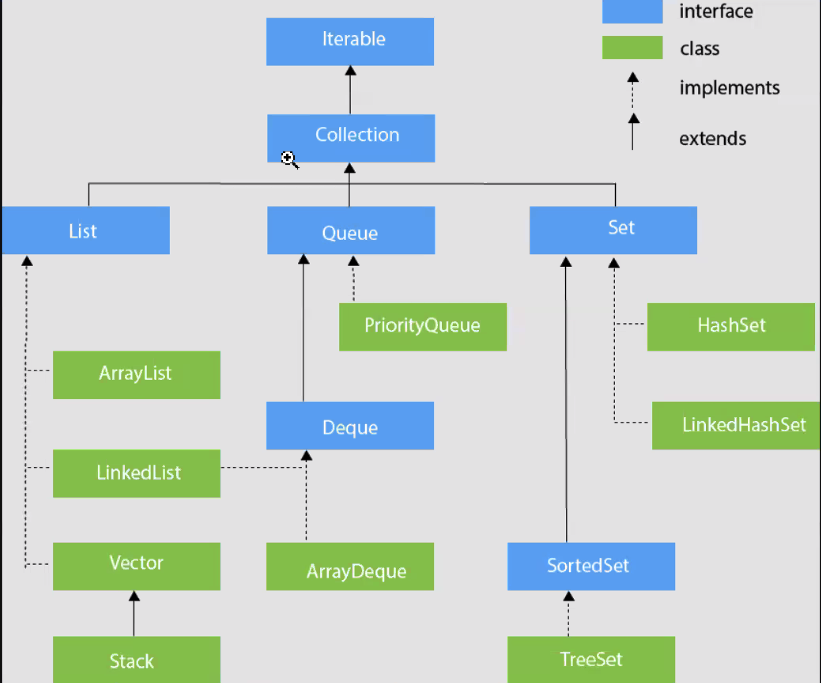 interface
Iterable
class
implements
Collection
extends
List
Queue
Set
PriorityQueue
HashSet
ArrayList
Deque
LinkedHashSet
LinkedList
Vector
ArrayDeque
SortedSet
Stack
TreeSet